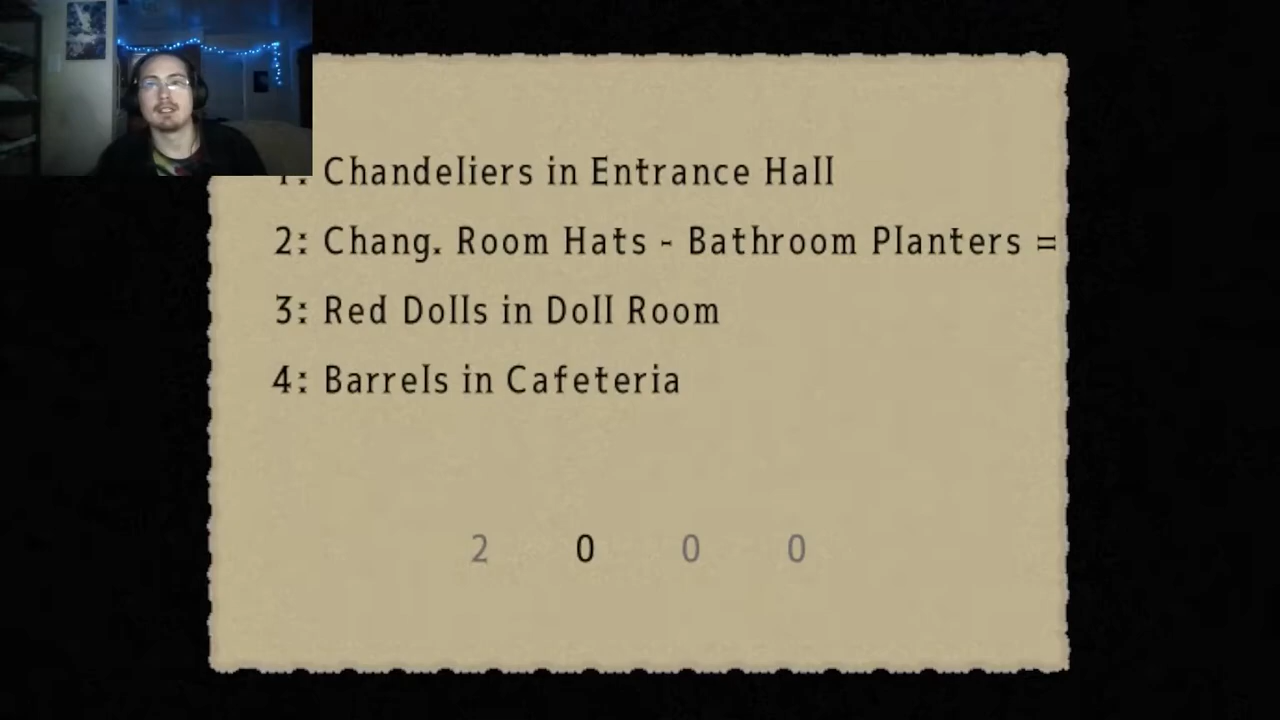 1: Chandeliers in Entrance Hall
2: Chang. Room Hats - Bathroom Planters =
3: Red Dolls in Doll Room
4: Barrels in Cafeteria
2 0 0 0